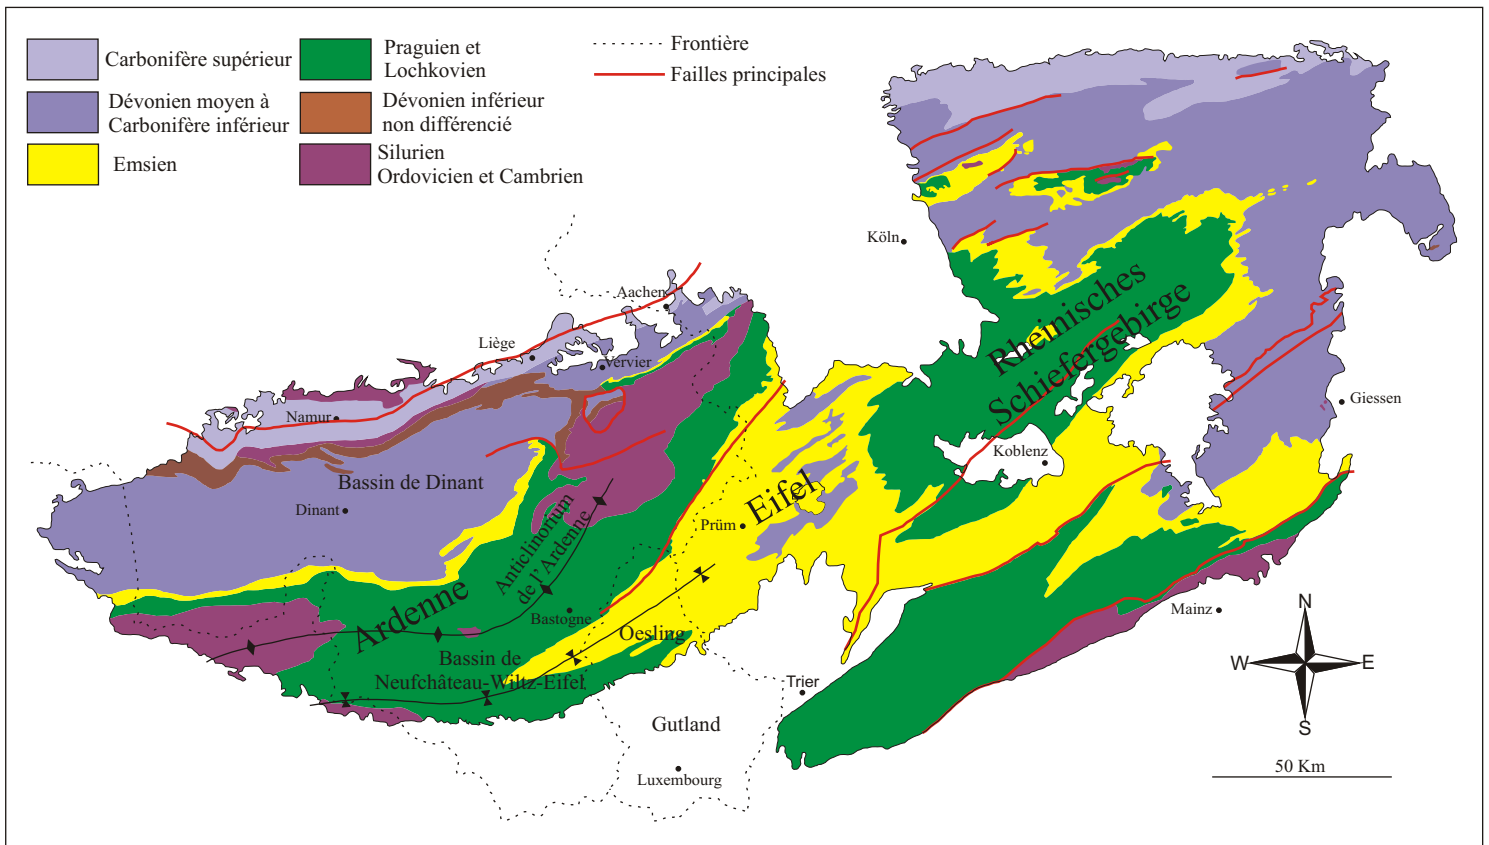 Carbonifère supérieur
Dévonien moyen à
Carbonifère inférieur
Emsien
Praguien et
Lochkovien
Dévonien inférieur
non différencié
Silurien
Ordovicien et Cambrien
Frontière
Failles principales
Köln
Aachen
Liège
Vervier
Namur
Rheinisches
Schiefergebirge
Giessen
Koblenz
Bassin de Dinant
Dinant
Eifel
Prüm
Anticlinorium
de l'Ardenne
Ardenne
Bastogne
Oesling
Bassin de
Neufchâteau-Wiltz-Eifel
Mainz
Trier
Gutland
Luxembourg
N
W
E
S
50 Km